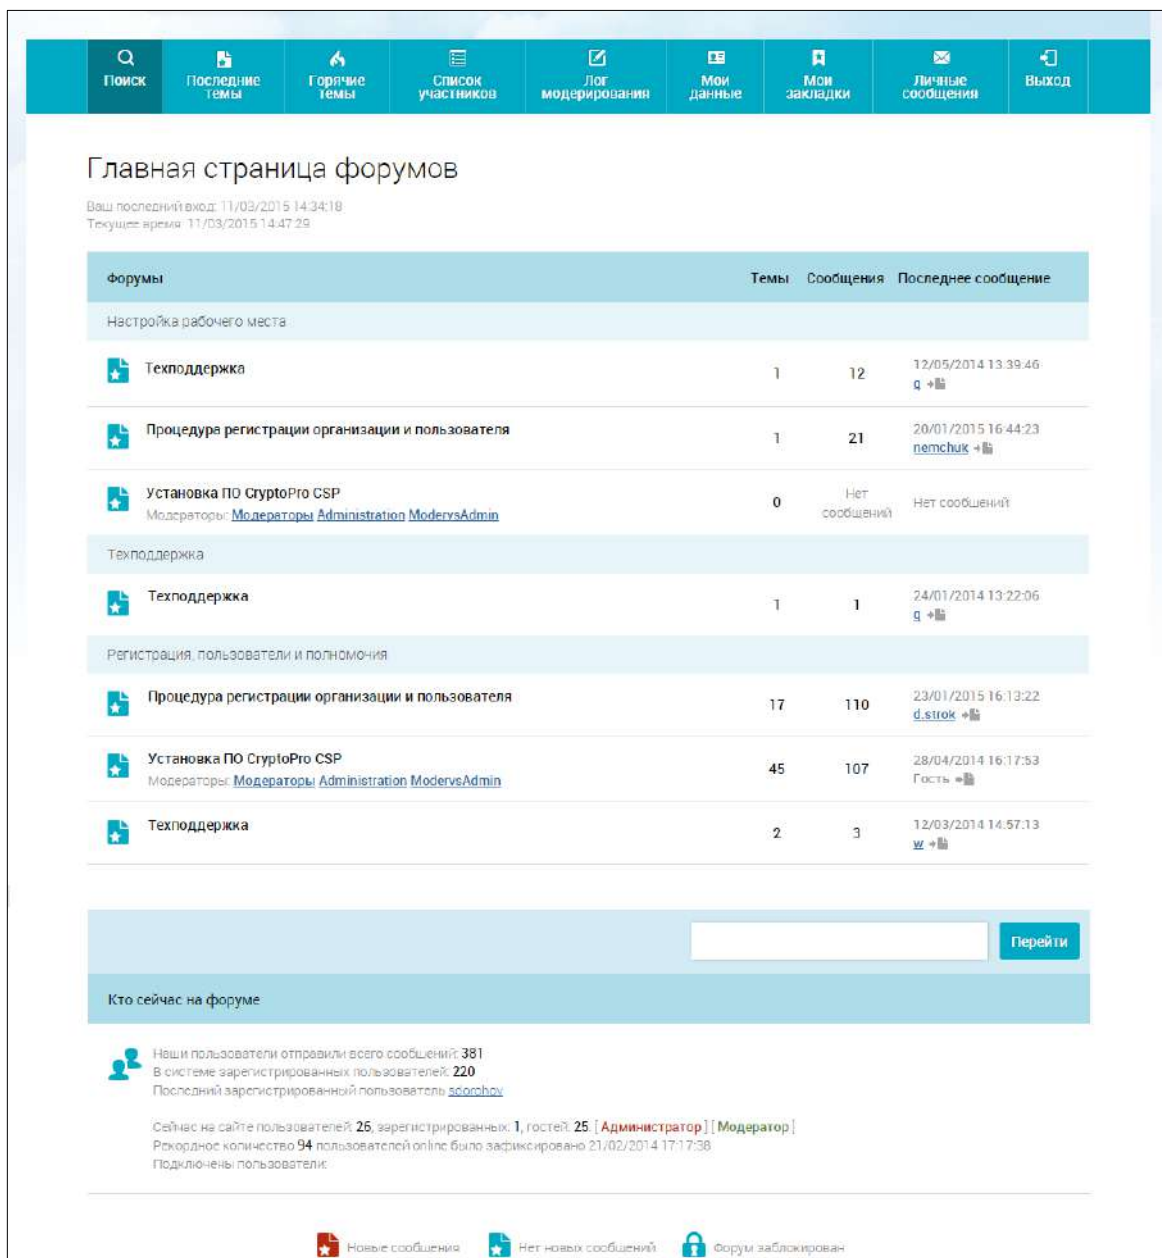 Поиск
Последние темы
Горячие темы
Список участников
Лог модерирования
Мои данные
Мои закладки
Личные сообщения
Выход
Главная страница форумов
Ваш последний вход: 11/03/2015 14:34:18
Текущее время: 11/03/2015 14:47:29
Форумы Темы Сообщения Последнее сообщение
Настройка рабочего места
Техподдержка 1 12 12/05/2014 13:39:46
q
Процедура регистрации организации и пользователя 1 21 20/01/2015 16:44:23
nemchuk
Установка ПО CryptoPro CSP 0 Нет сообщений Нет сообщений
Модераторы: Модераторы Administration ModervsAdmin
Техподдержка
Техподдержка 1 1 24/01/2014 13:22:06
q
Регистрация, пользователи и полномочия
Процедура регистрации организации и пользователя 17 110 23/01/2015 16:13:22
d.strok
Установка ПО CryptoPro CSP 45 107 28/04/2014 16:17:53
Модераторы: Модераторы Administration ModervsAdmin Гость
Техподдержка 2 3 12/03/2014 14:57:13
w
Перейти
Кто сейчас на форуме
Наши пользователи отправили всего сообщений: 381
В системе зарегистрированных пользователей: 220
Последний зарегистрированный пользователь sdorohov
Сейчас на сайте пользователей: 26, зарегистрированных: 1, гостей: 25. [ Администратор ] [ Модератор ]
Рекордное количество 94 пользователей online было зафиксировано 21/02/2014 17:17:38
Подключены пользователи:
Новые сообщения Нет новых сообщений Форум заблокирован